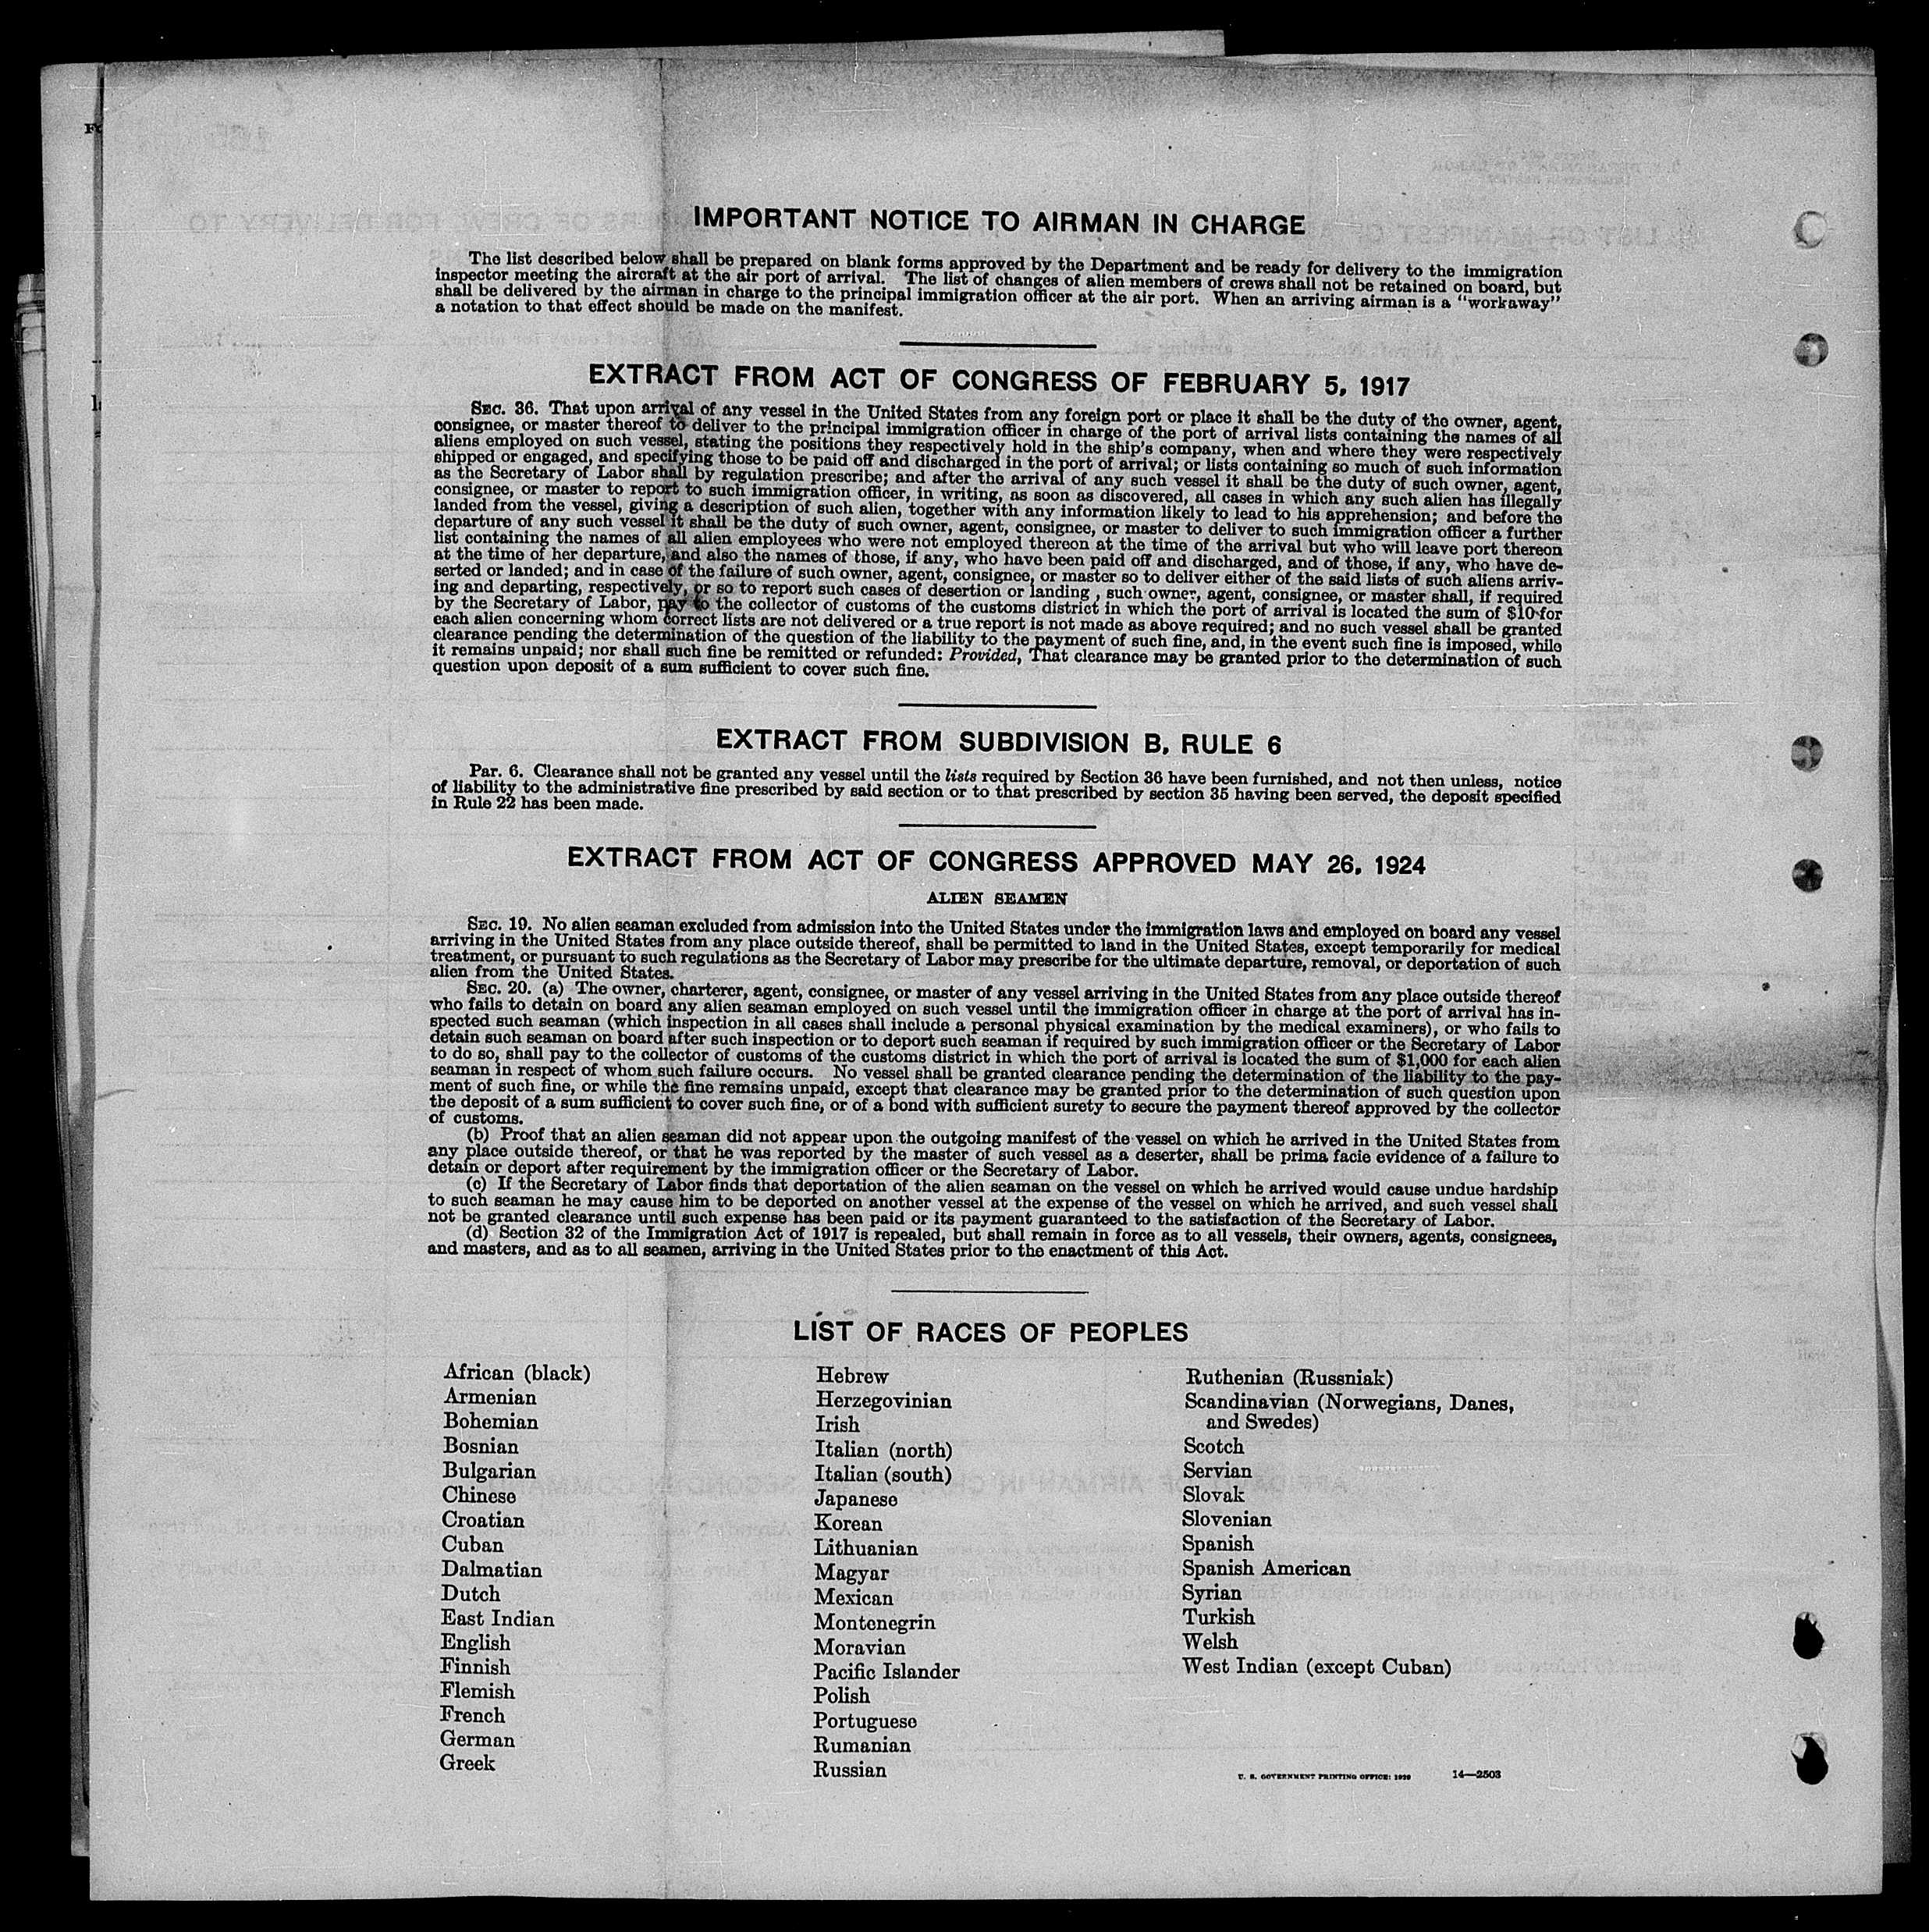 IMPORTANT NOTICE TO AIRMAN IN CHARGE
The list described below shall be prepared on blank forms approved by the Department and be ready for delivery to the immigration
inspector meeting the aircraft at the air port of arrival. The list of changes of alien members of crews shall not be retained on board, but
shall be delivered by the airman in charge to the principal immigration officer at the air port. When an arriving airman is a "workaway"
a notation to that effect should be made on the manifest.
EXTRACT FROM ACT OF CONGRESS OF FEBRUARY 5, 1917
SEC. 36. That upon arrival of any vessel in the United States from any foreign port or place it shall be the duty of the owner, agent,
consignee, or master thereof to deliver to the principal immigration officer in charge of the port of arrival lists containing the names of all
aliens employed on such vessel, stating the positions they respectively hold in the ship's company, when and where they were respectively
shipped or engaged, and specifying those to be paid off and discharged in the port of arrival; or lists containing so much of such information
as the Secretary of Labor shall by regulation prescribe; and after the arrival of any such vessel it shall be the duty of such owner, agent,
consignee, or master to report to such immigration officer, in writing, as soon as discovered, all cases in which any such alien has illegally
landed from the vessel, giving a description of such alien, together with any information likely to lead to his apprehension; and before the
departure of any such vessel it shall be the duty of such owner, agent, consignee, or master to deliver to such immigration officer a further
list containing the names of all alien employees who were not employed thereon at the time of the arrival but who will leave port thereon
at the time of her departure, and also the names of those, if any, who have been paid off and discharged, and of those, if any, who have de-
serted or landed; and in case of the failure of such owner, agent, consignee, or master so to deliver either of the said lists of such aliens arriv-
ing and departing, respectively, or so to report such cases of desertion or landing , such owner, agent, consignee, or master shall, if required
by the Secretary of Labor, pay to the collector of customs of the customs district in which the port of arrival is located the sum of $10 for
each alien concerning whom correct lists are not delivered or a true report is not made as above required; and no such vessel shall be granted
clearance pending the determination of the question of the liability to the payment of such fine, and, in the event such fine is imposed, while
it remains unpaid; nor shall such fine be remitted or refunded: Provided, That clearance may be granted prior to the determination of such
question upon deposit of a sum sufficient to cover such fine.
EXTRACT FROM SUBDIVISION B, RULE 6
Par. 6. Clearance shall not be granted any vessel until the lists required by Section 36 have been furnished, and not then unless, notice
of liability to the administrative fine prescribed by said section or to that prescribed by section 35 having been served, the deposit specified
in Rule 22 has been made.
EXTRACT FROM ACT OF CONGRESS APPROVED MAY 26, 1924
ALIEN SEAMEN
SEC. 19. No alien seaman excluded from admission into the United States under the immigration laws and employed on board any vessel
arriving in the United States from any place outside thereof, shall be permitted to land in the United States, except temporarily for medical
treatment, or pursuant to such regulations as the Secretary of Labor may prescribe for the ultimate departure, removal, or deportation of such
alien from the United States.
SEC. 20. (a) The owner, charterer, agent, consignee, or master of any vessel arriving in the United States from any place outside thereof
who fails to detain on board any alien seaman employed on such vessel until the immigration officer in charge at the port of arrival has in-
spected such seaman (which inspection in all cases shall include a personal physical examination by the medical examiners), or who fails to
detain such seaman on board after such inspection or to deport such seaman if required by such immigration officer or the Secretary of Labor
to do so, shall pay to the collector of customs of the customs district in which the port of arrival is located the sum of $1,000 for each alien
seaman in respect of whom such failure occurs. No vessel shall be granted clearance pending the determination of the liability to the pay-
ment of such fine, or while the fine remains unpaid, except that clearance may be granted prior to the determination of such question upon
the deposit of a sum sufficient to cover such fine, or of a bond with sufficient surety to secure the payment thereof approved by the collector
of customs.
(b) Proof that an alien seaman did not appear upon the outgoing manifest of the vessel on which he arrived in the United States from
any place outside thereof, or that he was reported by the master of such vessel as a deserter, shall be prima facie evidence of a failure to
detain or deport after requirement by the immigration officer or the Secretary of Labor.
(c) If the Secretary of Labor finds that deportation of the alien seaman on the vessel on which he arrived would cause undue hardship
to such seaman he may cause him to be deported on another vessel at the expense of the vessel on which he arrived, and such vessel shall
not be granted clearance until such expense has been paid or its payment guaranteed to the satisfaction of the Secretary of Labor.
(d) Section 32 of the Immigration Act of 1917 is repealed, but shall remain in force as to all vessels, their owners, agents, consignees,
and masters, and as to all seamen, arriving in the United States prior to the enactment of this Act.
LIST OF RACES OF PEOPLES
African (black)
Armenian
Bohemian
Bosnian
Bulgarian
Chinese
Croatian
Cuban
Dalmatian
Dutch
East Indian
English
Finnish
Flemish
French
German
Greek
Hebrew
Herzegovinian
Irish
Italian (north)
Italian (south)
Japanese
Korean
Lithuanian
Magyar
Mexican
Montenegrin
Moravian
Pacific Islander
Polish
Portuguese
Rumanian
Russian
Ruthenian (Russniak)
Scandinavian (Norwegians, Danes,
and Swedes)
Scotch
Servian
Slovak
Slovenian
Spanish
Spanish American
Syrian
Turkish
Welsh
West Indian (except Cuban)
U. S. GOVERNMENT PRINTING OFFICE: 1929 14—2503